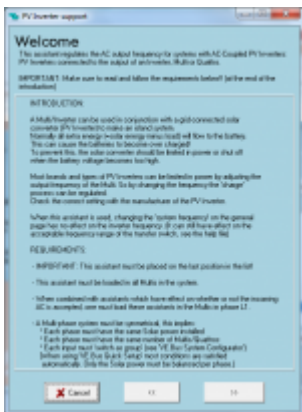 PV Inverter support
Welcome
This assistant regulates the AC output frequency for systems with AC Coupled PV Inverters.
PV Inverters connected to the output of an inverter, Multi or Quattro.
IMPORTANT: Make sure to read and follow the requirements below!! (at the end of the
introduction)
INTRODUCTION:
A Multi/Inverter can be used in conjunction with a grid connected solar
converter (PV Inverter) to make an island system.
Normally all extra energy (=solar energy minus load) will flow to the battery.
This can cause the batteries to become over charged!
To prevent this, the solar converter should be limited in power or shut off
when the battery voltage becomes too high.
Most brands and types of PV Inverters can be limited in power by adjusting the
output frequency of the Multi. So by changing the frequency the 'charge'
process can be regulated.
Check the correct setting with the manufacturer of the PV Inverter.
When this assistant is used, changing the 'system frequency' on the general
page has no effect on the inverter frequency. (It can still have effect on the
acceptable frequency range of the transfer switch, see the help file)
REQUIREMENTS:
- IMPORTANT: This assistant must be placed on the last position in the list!
- This assistant must be loaded in all Multis in the system.
- When combined with assistants which have effect on whether or not the incoming
AC is accepted, one must load these assistants in the Multis in phase L1.
- A Multi-phase system must be symmetrical, this implies:
* Each phase must have the same Solar power installed
* Each phase must have the same number of Multis/Quattros
* Each input must 'switch as group' (see 'VE.Bus System Configurator')
(When using 'VE.Bus Quick Setup' most conditions are satisfied
automatically. Only the Solar power must be balanced per phase.)
Cancel
<<
>>